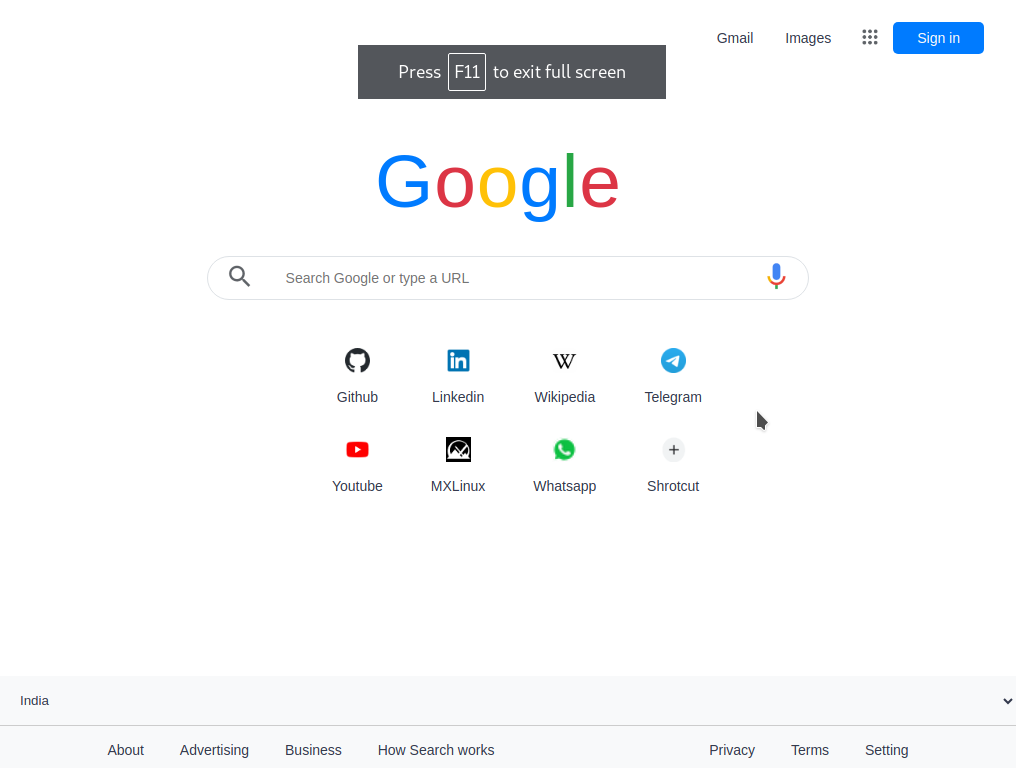 Gmail Images Sign in
Press F11 to exit full screen
Google
Search Google or type a URL
Github Linkedin Wikipedia Telegram
Youtube MXLinux Whatsapp Shrotcut
India
About Advertising Business How Search works Privacy Terms Setting